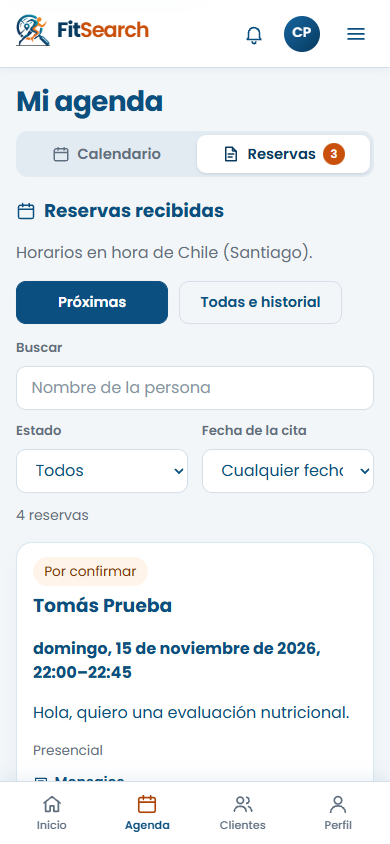 FitSearch
CP
Mi agenda
Calendario
Reservas 3
Reservas recibidas
Horarios en hora de Chile (Santiago).
Próximas
Todas e historial
Buscar
Nombre de la persona
Estado
Fecha de la cita
Todos
Cualquier fech
4 reservas
Por confirmar
Tomás Prueba
domingo, 15 de noviembre de 2026,
22:00–22:45
Hola, quiero una evaluación nutricional.
Presencial
Mensajes
Inicio
Agenda
Clientes
Perfil